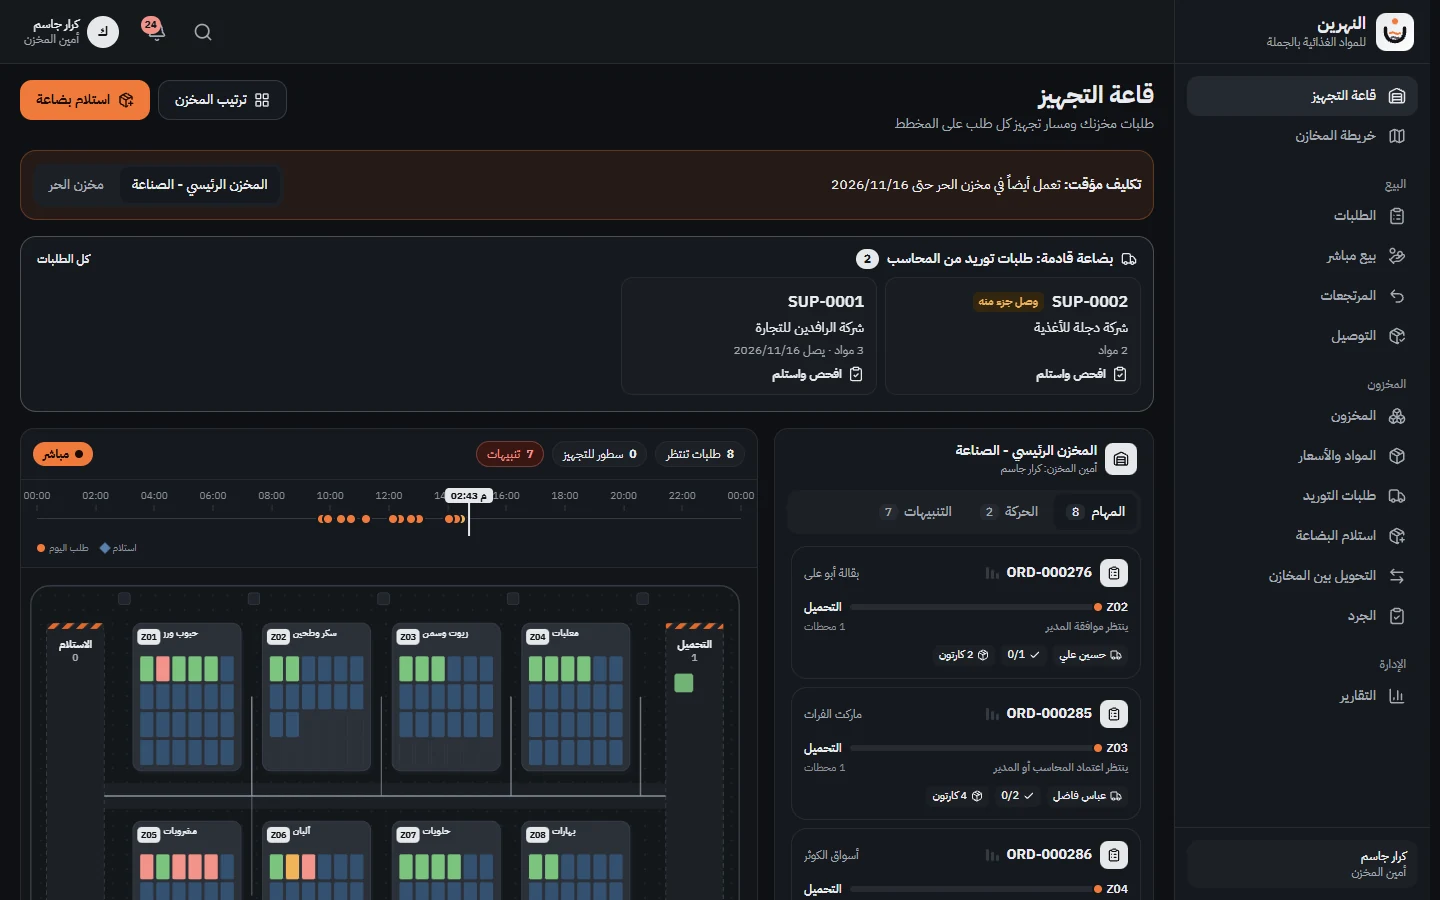 النهرين
للمواد الغذائية بالجملة
كرار جاسم
أمين المخزن
ك
24
قاعة التجهيز
خريطة المخازن
البيع
الطلبات
بيع مباشر
المرتجعات
التوصيل
المخزون
المخزون
المواد والأسعار
طلبات التوريد
استلام البضاعة
التحويل بين المخازن
الجرد
الإدارة
التقارير
كرار جاسم
أمين المخزن
قاعة التجهيز
طلبات مخزنك ومسار تجهيز كل طلب على المخطط
ترتيب المخزن
استلام بضاعة
تكليف مؤقت: تعمل أيضاً في مخزن الحر حتى 2026/11/16
المخزن الرئيسي - الصناعة
مخزن الحر
بضاعة قادمة: طلبات توريد من المحاسب 2
كل الطلبات
SUP-0002 وصل جزء منه
شركة دجلة للأغذية
2 مواد
افحص واستلم
SUP-0001
شركة الرافدين للتجارة
3 مواد · يصل 2026/11/16
افحص واستلم
المخزن الرئيسي - الصناعة
أمين المخزن: كرار جاسم
المهام 8
الحركة 2
التنبيهات 7
ORD-000276
بقالة أبو علي
Z02
التحميل
ينتظر موافقة المدير
1 محطات
حسين علي
0/1
2 كارتون
ORD-000285
ماركت الفرات
Z03
التحميل
ينتظر اعتماد المحاسب أو المدير
1 محطات
عباس فاضل
0/2
4 كارتون
ORD-000286
أسواق الكوثر
Z04
التحميل
8 طلبات تنتظر
0 سطور للتجهيز
7 تنبيهات
مباشر
00:00 02:00 04:00 06:00 08:00 10:00 12:00 14 02:43 م 16:00 18:00 20:00 22:00 00:00
طلب اليوم
استلام
الاستلام
0
Z01 حبوب ورز
Z02 سكر وطحين
Z03 زيوت وسمن
Z04 معلبات
التحميل
1
Z05 مشروبات
Z06 ألبان
Z07 حلويات
Z08 بهارات